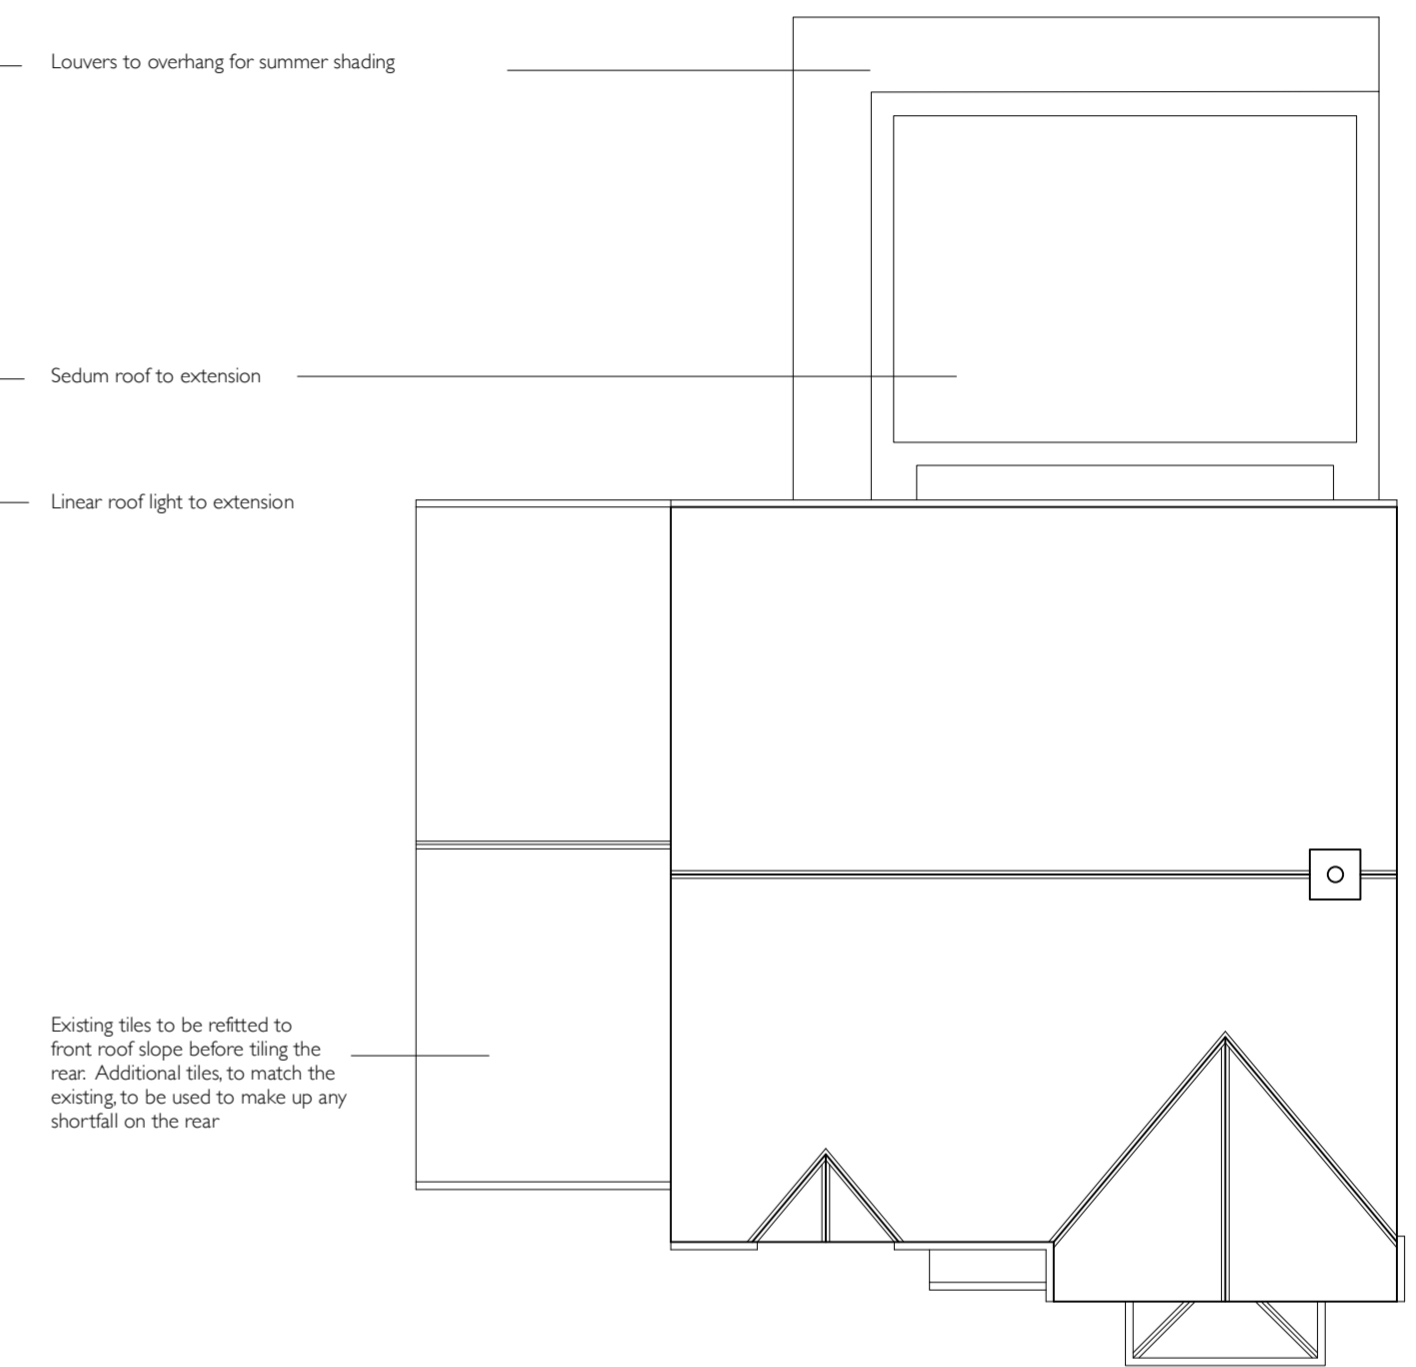 Louvers to overhang for summer shading
Sedum roof to extension
Linear roof light to extension
Existing tiles to be refitted to
front roof slope before tiling the
rear. Additional tiles, to match the
existing, to be used to make up any
shortfall on the rear